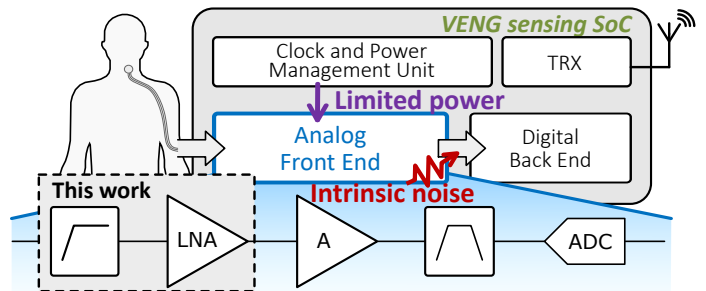 VENG sensing SoC
Clock and Power
Management Unit
TRX
Limited power
Analog
Front End
Digital
Back End
Intrinsic noise
This work
LNA
A
ADC